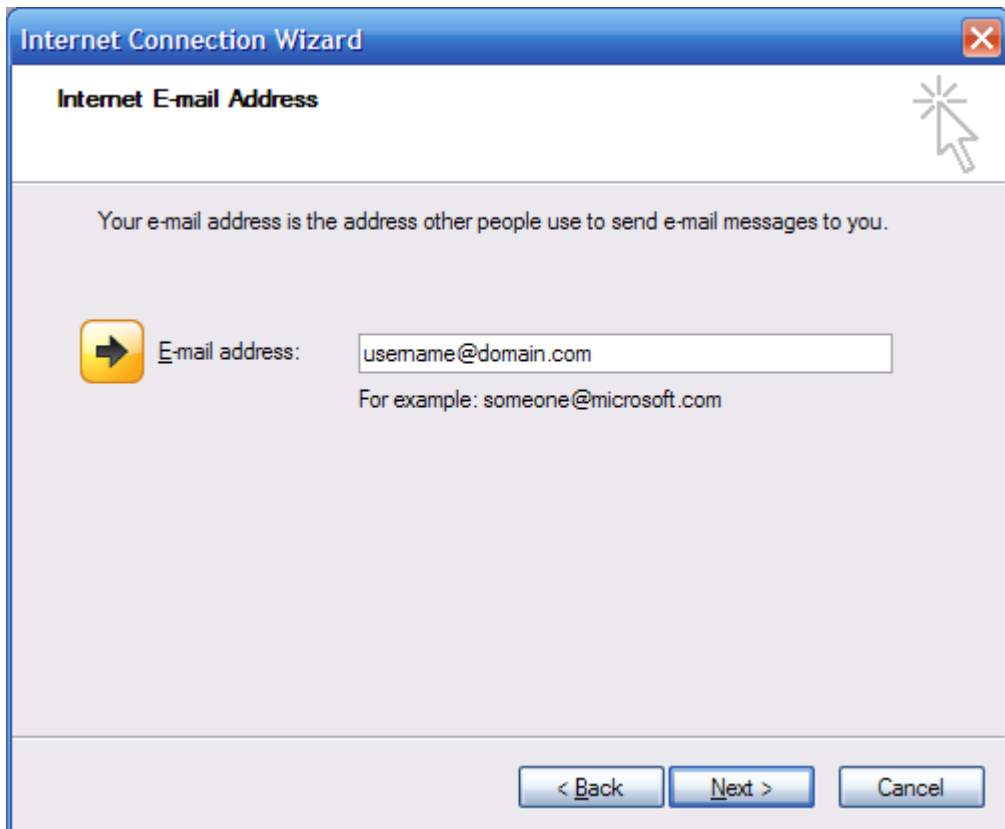 Internet Connection Wizard
Internet E-mail Address
Your e-mail address is the address other people use to send e-mail messages to you.
E-mail address: username@domain.com
For example: someone@microsoft.com
< Back Next > Cancel